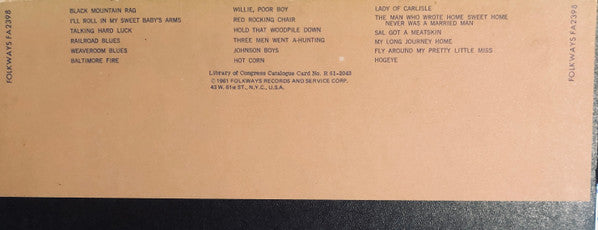 FOLKWAYS FA2398
BLACK MOUNTAIN RAG
I'LL ROLL IN MY SWEET BABY'S ARMS
TALKING HARD LUCK
RAILROAD BLUES
WEAVEROOM BLUES
BALTIMORE FIRE
WILLIE, POOR BOY
RED ROCKING CHAIR
HOLD THAT WOODPILE DOWN
THREE MEN WENT A-HUNTING
JOHNSON BOYS
HOT CORN
LADY OF CARLISLE
THE MAN WHO WROTE HOME SWEET HOME
NEVER WAS A MARRIED MAN
SAL GOT A MEATSKIN
MY LONG JOURNEY HOME
FLY AROUND MY PRETTY LITTLE MISS
HOGEYE
Library of Congress Catalogue Card No. R 61-2043
© 1961 FOLKWAYS RECORDS AND SERVICE CORP.
43 W. 61st ST., N.Y.C., U.S.A.
FOLKWAYS FA2398